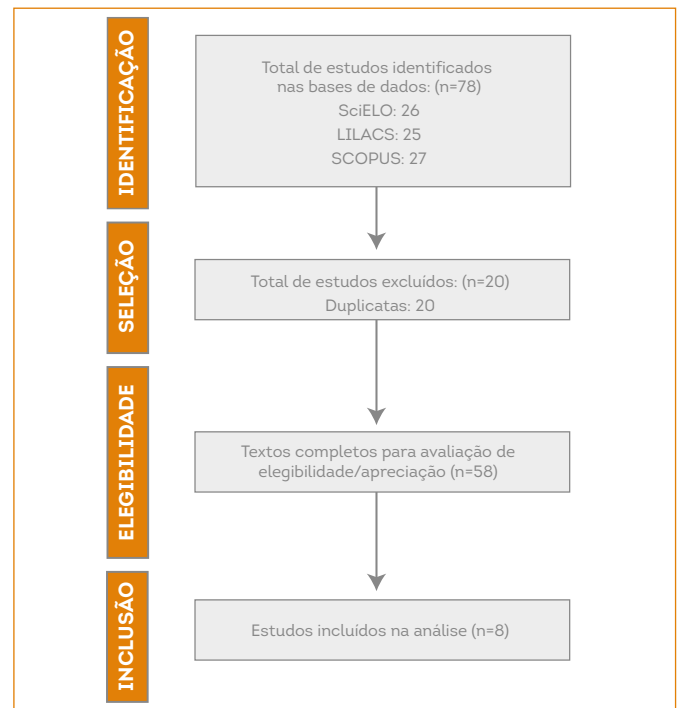 IDENTIFICAÇÃO
Total de estudos identificados
nas bases de dados: (n=78)
SciELO: 26
LILACS: 25
SCOPUS: 27
SELEÇÃO
Total de estudos excluídos: (n=20)
Duplicatas: 20
ELEGIBILIDADE
Textos completos para avaliação de
elegibilidade/apreciação (n=58)
INCLUSÃO
Estudos incluídos na análise (n=8)